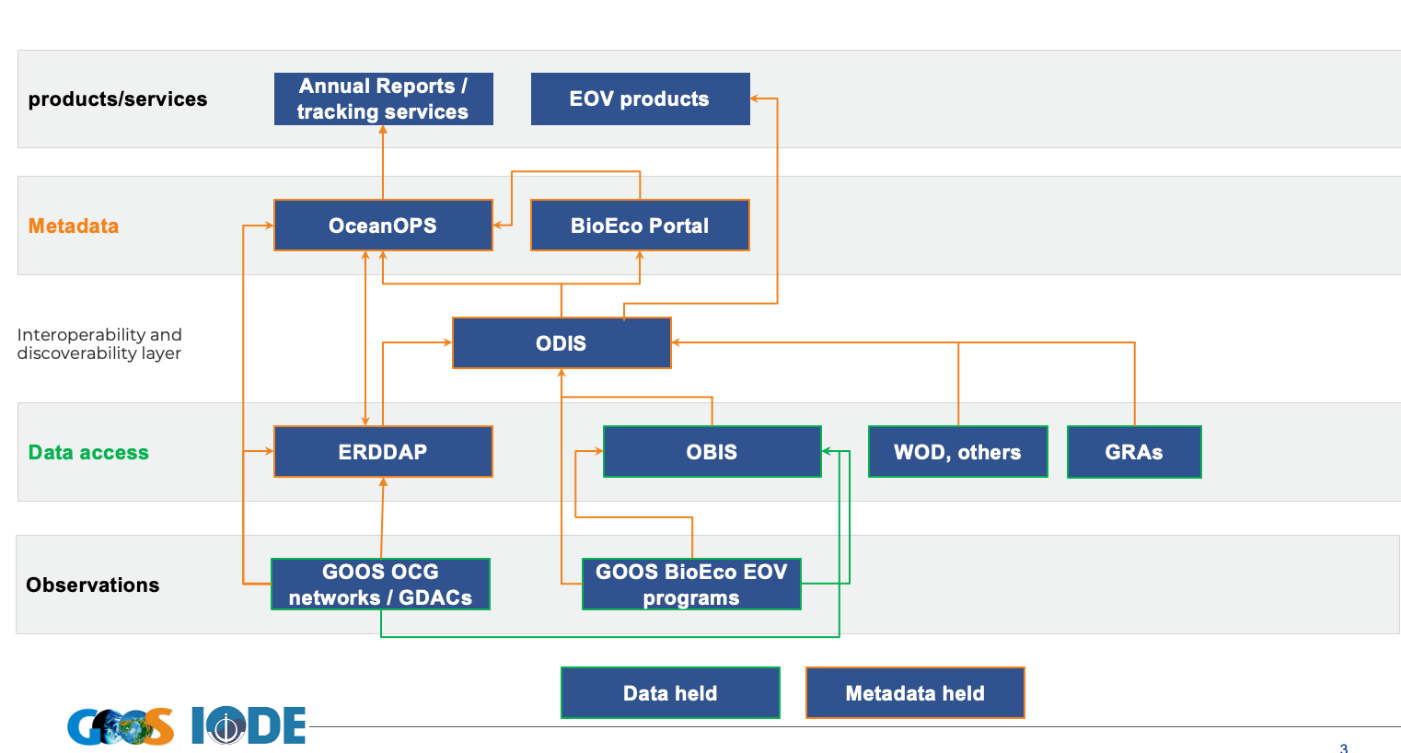 products/services
Annual Reports /
tracking services
EOV products
Metadata
OceanOPS
BioEco Portal
Interoperability and
discoverability layer
ODIS
Data access
ERDDAP
OBIS
WOD, others
GRAs
Observations
GOOS OCG
networks / GDACs
GOOS BioEco EOV
programs
Data held
Metadata held
GOOS
IODE
3